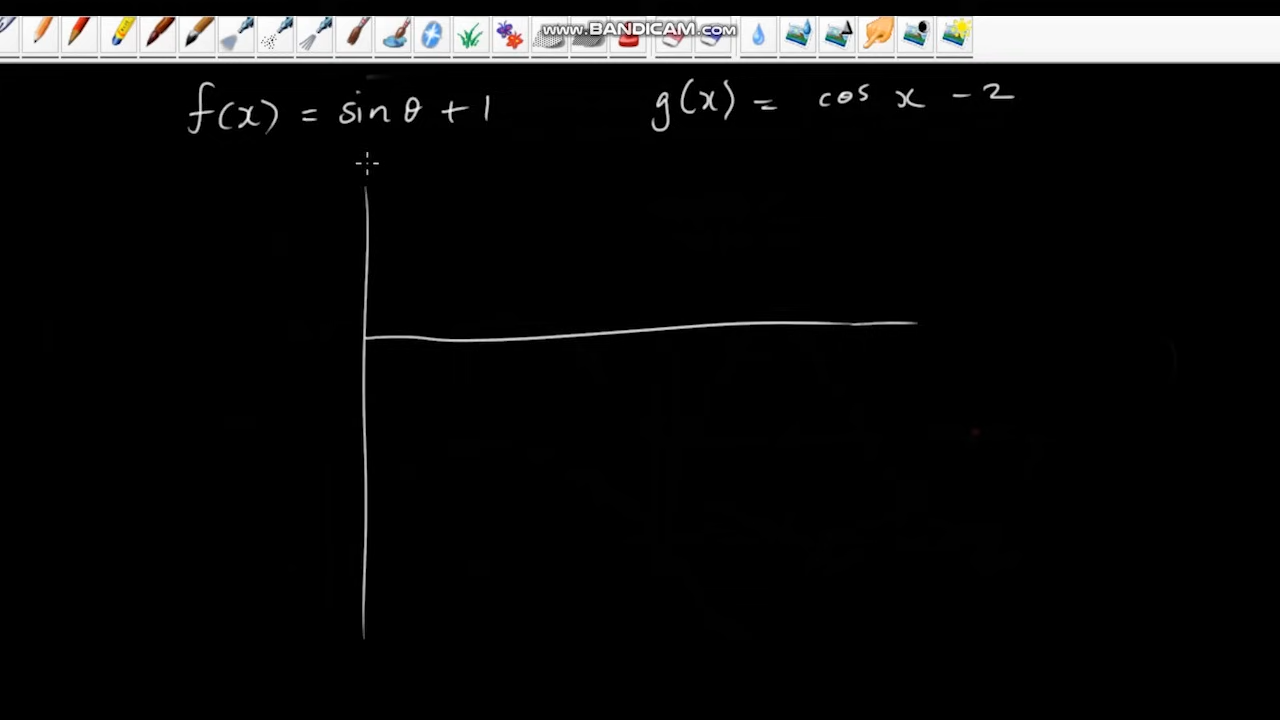 www.BANDICAM.com
f(x) = sin θ + 1 g(x) = cos x - 2